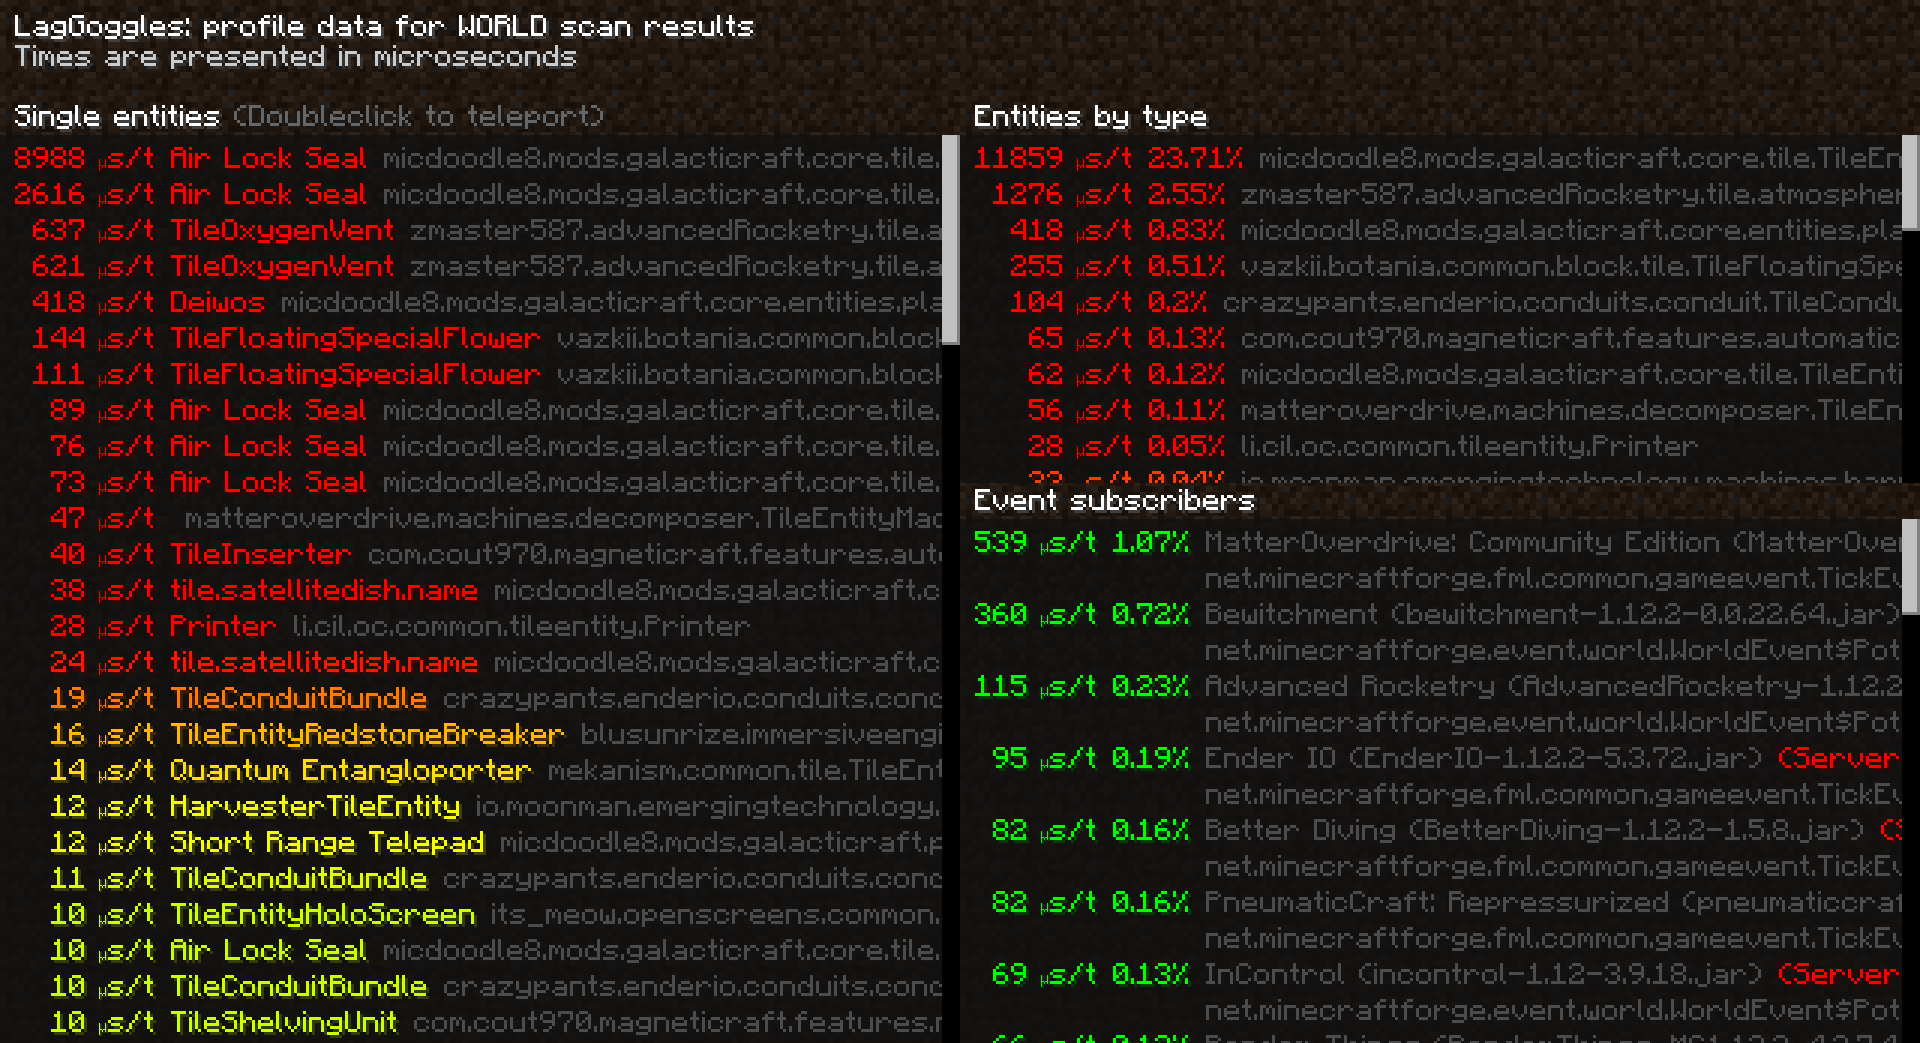 LagGoggles: profile data for WORLD scan results
Times are presented in microseconds
Single entities (Doubleclick to teleport)
8988 µs/t Air Lock Seal micdoodle8.mods.galacticraft.core.tile.
2616 µs/t Air Lock Seal micdoodle8.mods.galacticraft.core.tile.
637 µs/t TileOxygenVent zmaster587.advancedRocketry.tile.a
621 µs/t TileOxygenVent zmaster587.advancedRocketry.tile.a
418 µs/t Deiwos micdoodle8.mods.galacticraft.core.entities.pla
144 µs/t TileFloatingSpecialFlower vazkii.botania.common.block
111 µs/t TileFloatingSpecialFlower vazkii.botania.common.block
89 µs/t Air Lock Seal micdoodle8.mods.galacticraft.core.tile.
76 µs/t Air Lock Seal micdoodle8.mods.galacticraft.core.tile.
73 µs/t Air Lock Seal micdoodle8.mods.galacticraft.core.tile.
47 µs/t matteroverdrive.machines.decomposer.TileEntityMac
40 µs/t TileInserter com.cout970.magneticraft.features.aut
38 µs/t tile.satellitedish.name micdoodle8.mods.galacticraft.c
28 µs/t Printer li.cil.oc.common.tileentity.Printer
24 µs/t tile.satellitedish.name micdoodle8.mods.galacticraft.c
19 µs/t TileConduitBundle crazypants.enderio.conduits.conc
16 µs/t TileEntityRedstoneBreaker blusunrize.immersiveengi
14 µs/t Quantum Entangloporter mekanism.common.tile.TileEnt
12 µs/t HarvesterTileEntity io.moonman.emergingtechnology.
12 µs/t Short Range Telepad micdoodle8.mods.galacticraft.p
11 µs/t TileConduitBundle crazypants.enderio.conduits.conc
10 µs/t TileEntityHoloScreen its_meow.openscreens.common.
10 µs/t Air Lock Seal micdoodle8.mods.galacticraft.core.tile.
10 µs/t TileConduitBundle crazypants.enderio.conduits.conc
10 µs/t TileShelvingUnit com.cout970.magneticraft.features.r
Entities by type
11859 µs/t 23.71% micdoodle8.mods.galacticraft.core.tile.TileEn
1276 µs/t 2.55% zmaster587.advancedRocketry.tile.atmospher
418 µs/t 0.83% micdoodle8.mods.galacticraft.core.entities.pla
255 µs/t 0.51% vazkii.botania.common.block.tile.TileFloatingSpe
104 µs/t 0.2% crazypants.enderio.conduits.conduit.TileCondu
65 µs/t 0.13% com.cout970.magneticraft.features.automatic
62 µs/t 0.12% micdoodle8.mods.galacticraft.core.tile.TileEnti
56 µs/t 0.11% matteroverdrive.machines.decomposer.TileEn
28 µs/t 0.05% li.cil.oc.common.tileentity.Printer
Event subscribers
539 µs/t 1.07% MatterOverdrive: Community Edition (MatterOver
net.minecraftforge.fml.common.gameevent.TickEv
360 µs/t 0.72% Bewitchment (bewitchment-1.12.2-0.0.22.64.jar)
net.minecraftforge.event.world.WorldEvent$Pot
115 µs/t 0.23% Advanced Rocketry (AdvancedRocketry-1.12.2
net.minecraftforge.event.world.WorldEvent$Pot
95 µs/t 0.19% Ender IO (EnderIO-1.12.2-5.3.72.jar) (Server
net.minecraftforge.fml.common.gameevent.TickEv
82 µs/t 0.16% Better Diving (BetterDiving-1.12.2-1.5.8.jar) (S
net.minecraftforge.fml.common.gameevent.TickEv
82 µs/t 0.16% PneumaticCraft: Repressurized (pneumaticcraf
net.minecraftforge.fml.common.gameevent.TickEv
69 µs/t 0.13% InControl (incontrol-1.12-3.9.18.jar) (Server
net.minecraftforge.event.world.WorldEvent$Pot